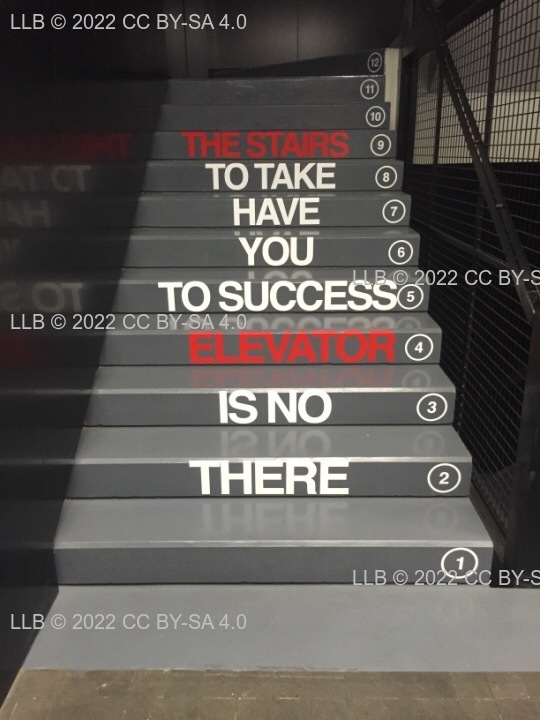 LLB © 2022 CC BY-SA 4.0
12
11
10
THE STAIRS 9
TO TAKE 8
HAVE 7
YOU 6
LLB © 2022 CC BY-S
TO SUCCESS 5
LLB © 2022 CC BY-SA 4.0
ELEVATOR 4
IS NO 3
THERE 2
1
LLB © 2022 CC BY-S
LLB © 2022 CC BY-SA 4.0